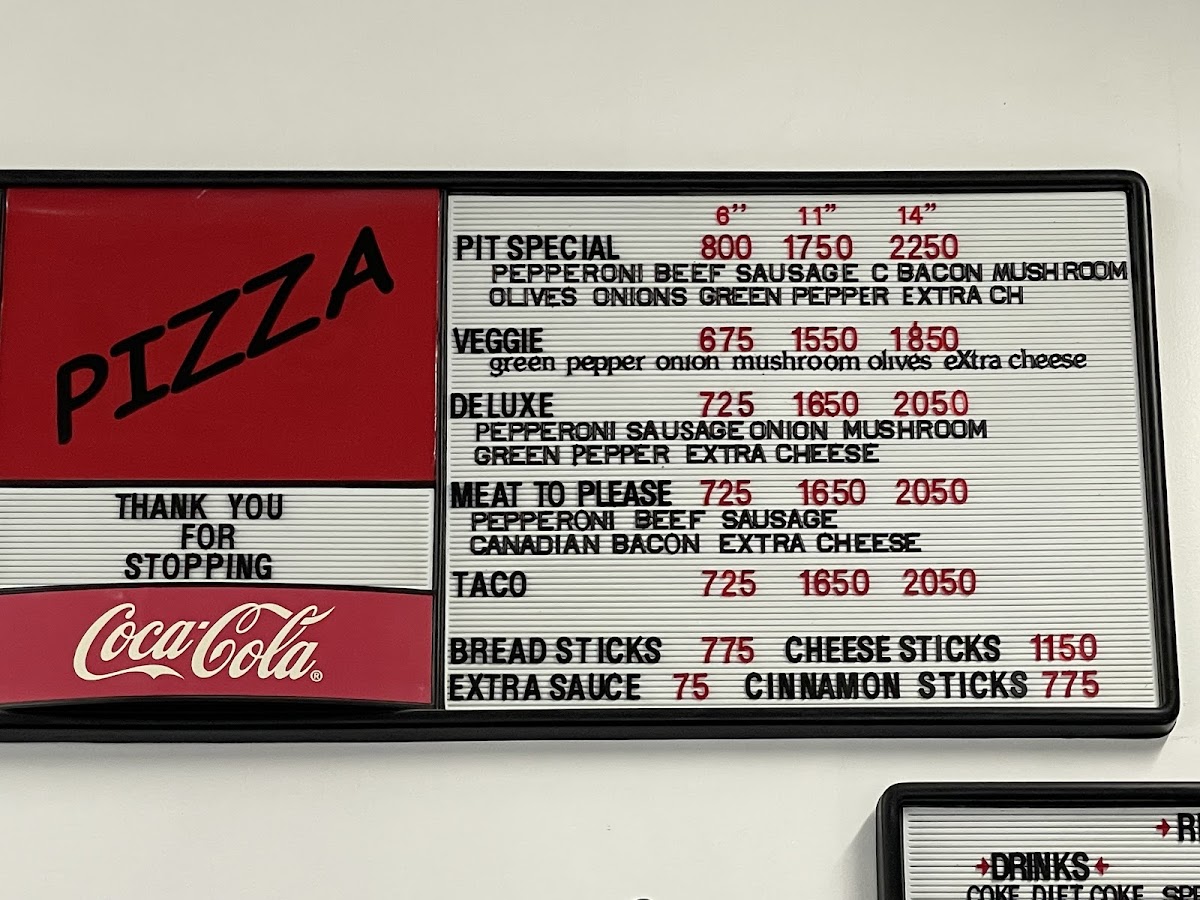 PIZZA
THANK YOU
FOR
STOPPING
Coca-Cola®
6” 11” 14”
PIT SPECIAL 800 1750 2250
PEPPERONI BEEF SAUSAGE C BACON MUSHROOM
OLIVES ONIONS GREEN PEPPER EXTRA CH
VEGGIE 675 1550 1850
green pepper onion mushroom olives eXtra cheese
DELUXE 725 1650 2050
PEPPERONI SAUSAGE ONION MUSHROOM
GREEN PEPPER EXTRA CHEESE
MEAT TO PLEASE 725 1650 2050
PEPPERONI BEEF SAUSAGE
CANADIAN BACON EXTRA CHEESE
TACO 725 1650 2050
BREAD STICKS 775 CHEESE STICKS 1150
EXTRA SAUCE 75 CINNAMON STICKS 775
DRINKS
COKE DIET COKE